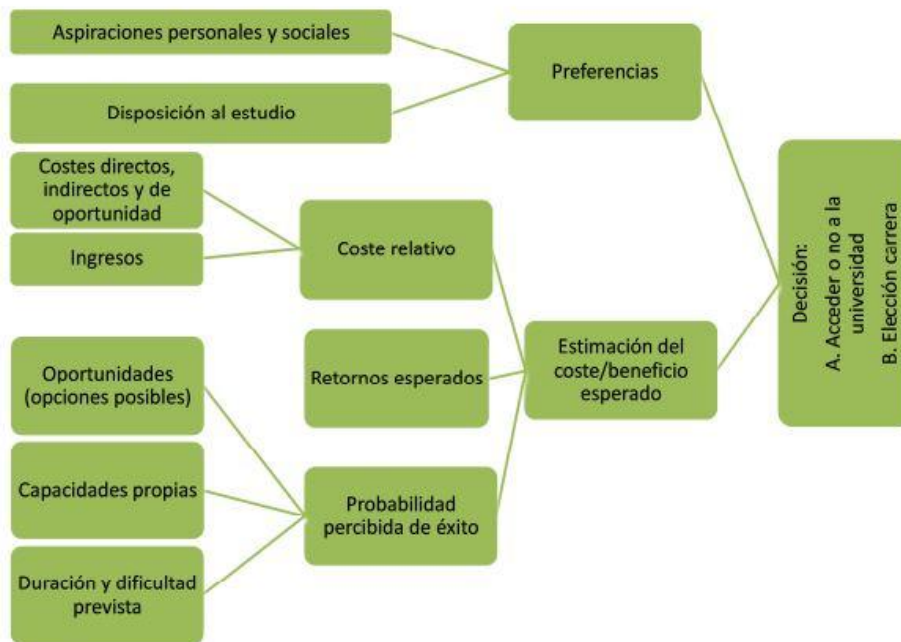 Aspiraciones personales y sociales
Preferencias
Disposición al estudio
Costes directos,
indirectos y de
oportunidad
Ingresos
Coste relativo
Decisión:
A. Acceder o no a la
universidad
B. Elección carrera
Estimación del
coste/beneficio
esperado
Retornos esperados
Oportunidades
(opciones posibles)
Capacidades propias
Probabilidad
percibida de éxito
Duración y dificultad
prevista